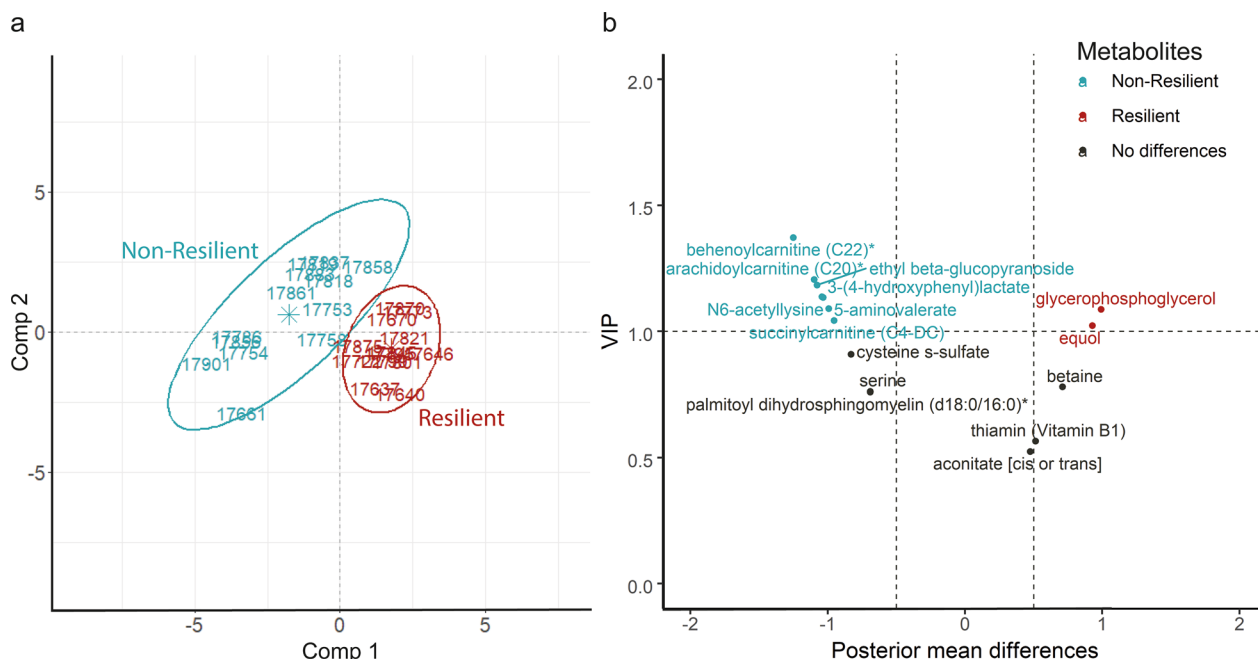 a
Comp 2
5
0
-5
-5
0
5
Comp 1
Non-Resilient
17858
17818
17861
17753
17758
17786
17754
17901
17661
17670
17821
17646
17637
17640
Resilient
b
VIP
2.0
1.5
1.0
0.5
0.0
-2
-1
0
1
2
Posterior mean differences
Metabolites
a Non-Resilient
a Resilient
a No differences
behenoylcarnitine (C22)*
arachidoylcarnitine (C20)* ethyl beta-glucopyranoside
3-(4-hydroxyphenyl)lactate
N6-acetyllysine 5-aminovalerate
succinylcarnitine (C4-DC)
glycerophosphoglycerol
equol
cysteine s-sulfate
serine
betaine
palmitoyl dihydrosphingomyelin (d18:0/16:0)*
thiamin (Vitamin B1)
aconitate [cis or trans]